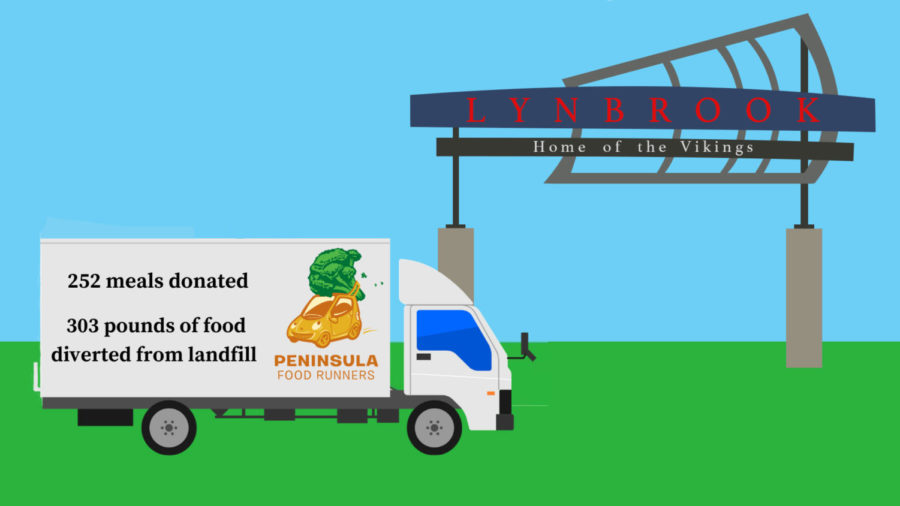 LYNBROOK
Home of the Vikings
252 meals donated
303 pounds of food
diverted from landfill
PENINSULA
FOOD RUNNERS